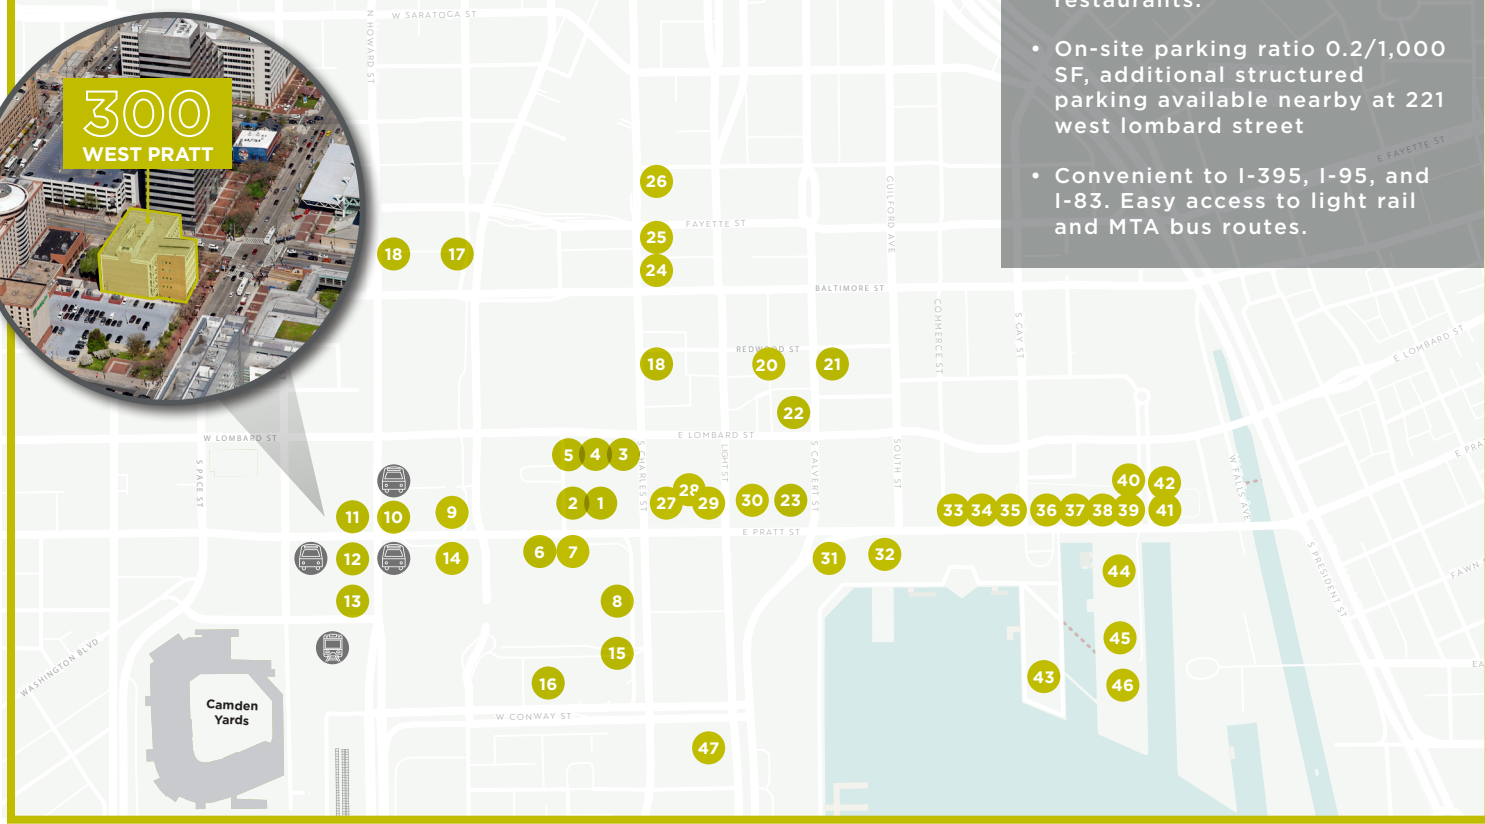 restaurants.
• On-site parking ratio 0.2/1,000
SF, additional structured
parking available nearby at 221
west lombard street
• Convenient to I-395, I-95, and
I-83. Easy access to light rail
and MTA bus routes.
300
WEST PRATT
W SARATOGA ST
N HOWARD ST
E FAYETTE ST
GUILFORD AVE
26
FAYETTE ST
25
18
17
24
BALTIMORE ST
COMMERCE ST
S GAY ST
E LOMBARD ST
REDWOOD ST
18
20
21
22
W LOMBARD ST
E LOMBARD ST
S PACE ST
5
4
3
S CHARLES ST
LIGHT ST
S CALVERT ST
SOUTH ST
W FALLS AVE
E PRA
40
42
28
2
1
27
29
30
23
11
10
9
33
34
35
36
37
38
39
41
E PRATT ST
6
7
12
14
31
32
44
S PRESIDENT ST
FAWN
13
8
45
WASHINGTON BLVD
15
EA
16
43
46
Camden
Yards
W CONWAY ST
47